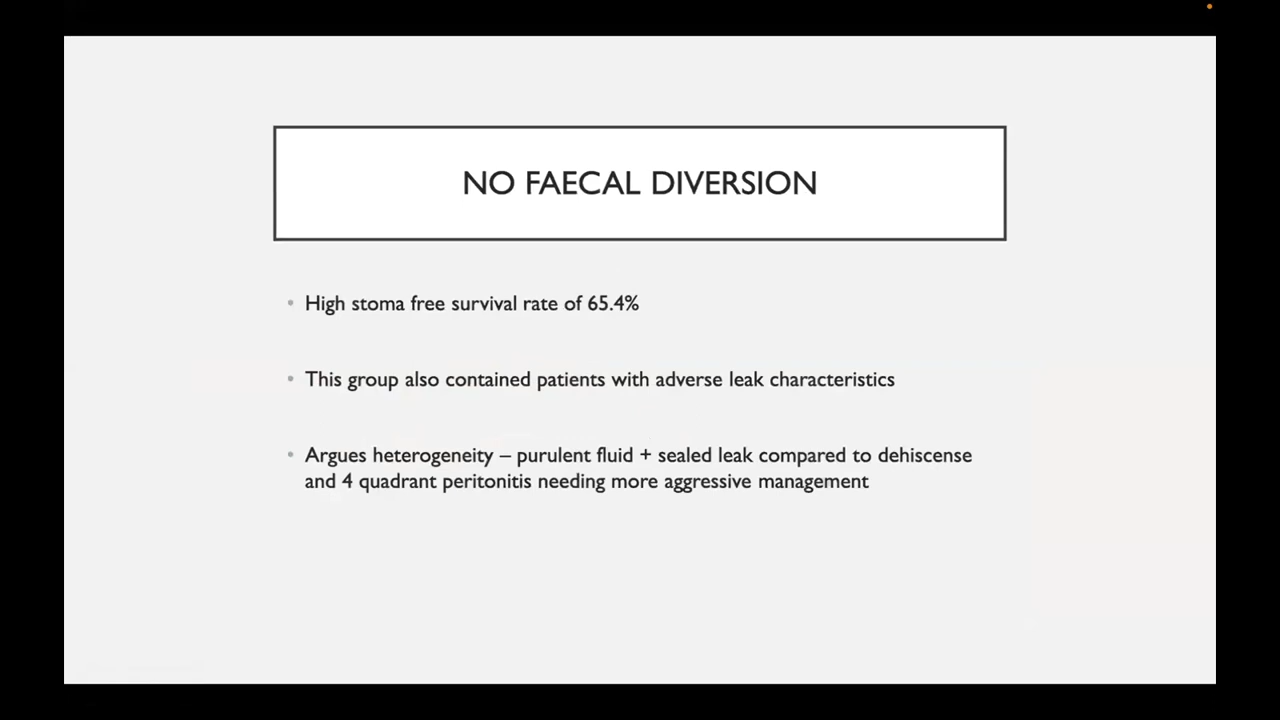 NO FAECAL DIVERSION
• High stoma free survival rate of 65.4%
• This group also contained patients with adverse leak characteristics
• Argues heterogeneity – purulent fluid + sealed leak compared to dehiscense
and 4 quadrant peritonitis needing more aggressive management